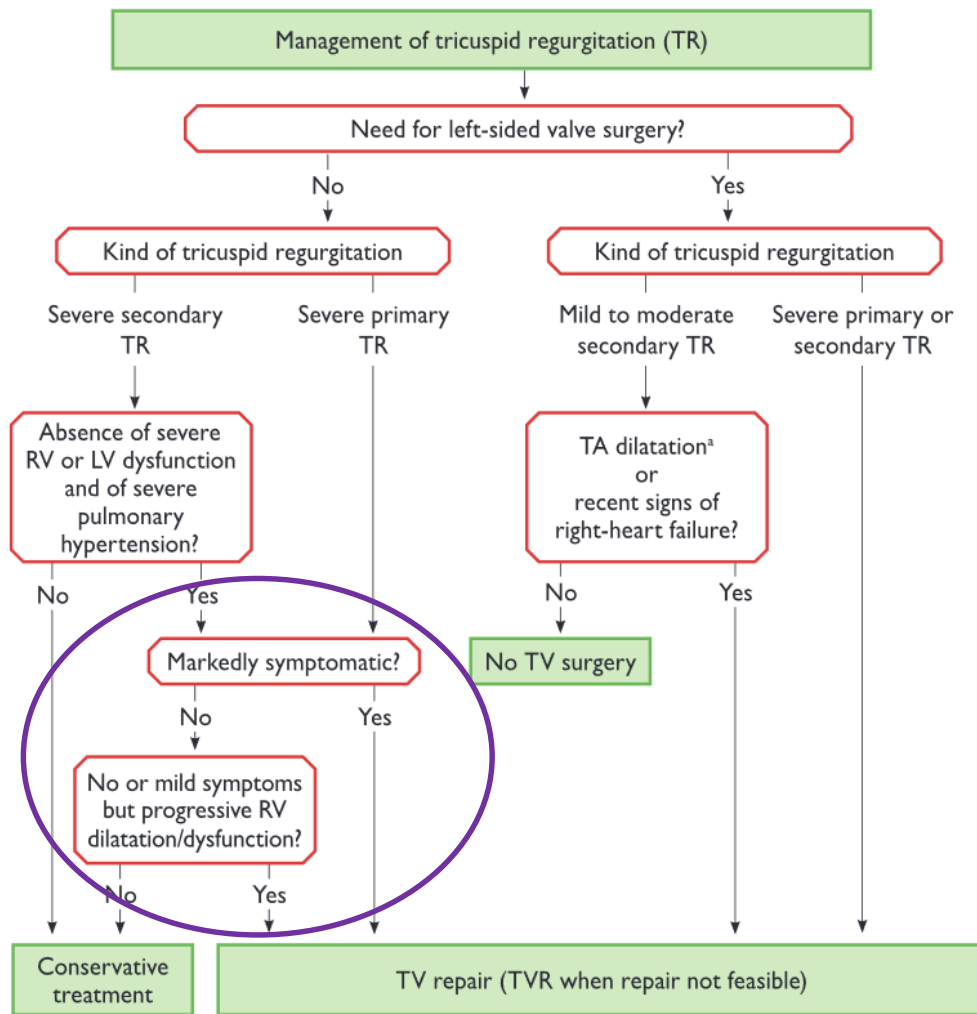 Management of tricuspid regurgitation (TR)
Need for left-sided valve surgery?
No
Yes
Kind of tricuspid regurgitation
Kind of tricuspid regurgitation
Severe secondary
TR
Severe primary
TR
Mild to moderate
secondary TR
Severe primary or
secondary TR
Absence of severe
RV or LV dysfunction
and of severe
pulmonary
hypertension?
TA dilatationᵃ
or
recent signs of
right-heart failure?
No
Yes
No
Yes
Markedly symptomatic?
No TV surgery
No
Yes
No or mild symptoms
but progressive RV
dilatation/dysfunction?
No
Yes
Conservative
treatment
TV repair (TVR when repair not feasible)